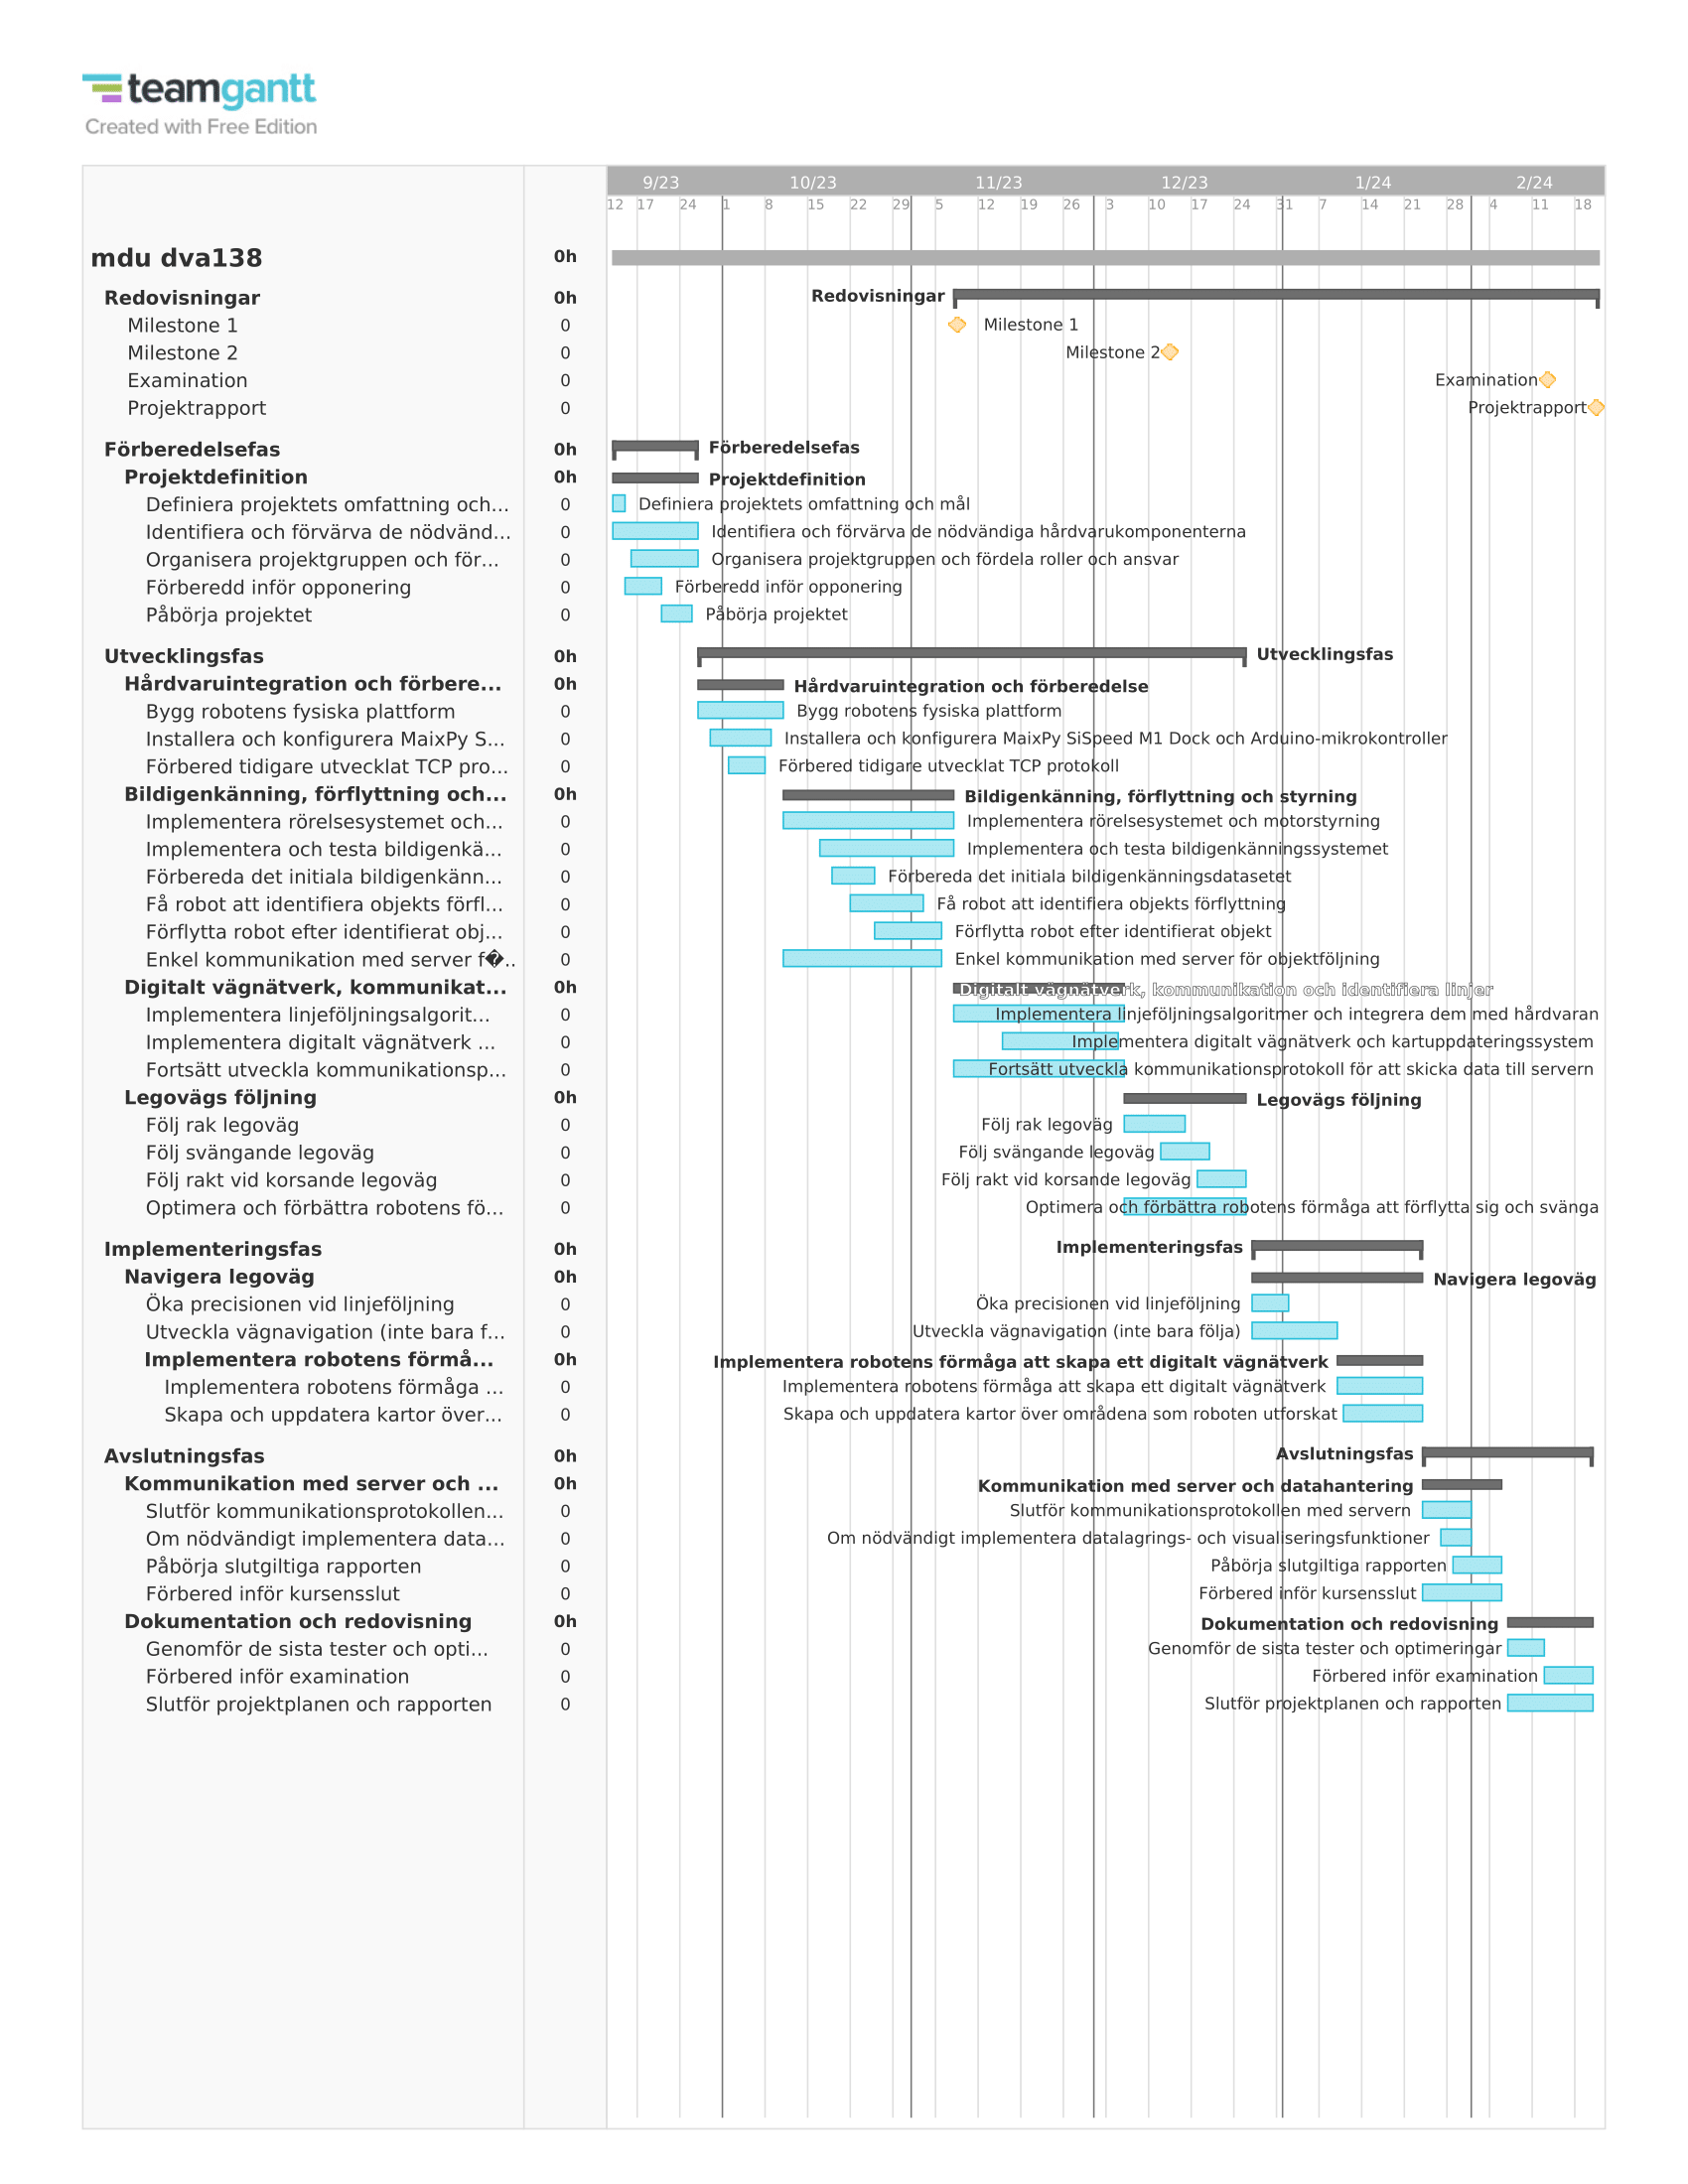 teamgantt
Created with Free Edition
9/23 10/23 11/23 12/23 1/24 2/24
12 17 24 1 8 15 22 29 5 12 19 26 3 10 17 24 31 7 14 21 28 4 11 18
mdu dva138 0h
Redovisningar 0h Redovisningar
Milestone 1 0 Milestone 1
Milestone 2 0 Milestone 2
Examination 0 Examination
Projektrapport 0 Projektrapport
Förberedelsefas 0h Förberedelsefas
Projektdefinition 0h Projektdefinition
Definiera projektets omfattning och... 0 Definiera projektets omfattning och mål
Identifiera och förvärva de nödvänd... 0 Identifiera och förvärva de nödvändiga hårdvarukomponenterna
Organisera projektgruppen och för... 0 Organisera projektgruppen och fördela roller och ansvar
Förberedd inför opponering 0 Förberedd inför opponering
Påbörja projektet 0 Påbörja projektet
Utvecklingsfas 0h Utvecklingsfas
Hårdvaruintegration och förbere... 0h Hårdvaruintegration och förberedelse
Bygg robotens fysiska plattform 0 Bygg robotens fysiska plattform
Installera och konfigurera MaixPy S... 0 Installera och konfigurera MaixPy SiSpeed M1 Dock och Arduino-mikrokontroller
Förbered tidigare utvecklat TCP pro... 0 Förbered tidigare utvecklat TCP protokoll
Bildigenkänning, förflyttning och... 0h Bildigenkänning, förflyttning och styrning
Implementera rörelsesystemet och... 0 Implementera rörelsesystemet och motorstyrning
Implementera och testa bildigenkä... 0 Implementera och testa bildigenkänningssystemet
Förbereda det initiala bildigenkänn... 0 Förbereda det initiala bildigenkänningsdatasetet
Få robot att identifiera objekts förfl... 0 Få robot att identifiera objekts förflyttning
Förflytta robot efter identifierat obj... 0 Förflytta robot efter identifierat objekt
Enkel kommunikation med server f�.. 0 Enkel kommunikation med server för objektföljning
Digitalt vägnätverk, kommunikat... 0h Digitalt vägnätverk, kommunikation och identifiera linjer
Implementera linjeföljningsalgorit... 0 Implementera linjeföljningsalgoritmer och integrera dem med hårdvaran
Implementera digitalt vägnätverk ... 0 Implementera digitalt vägnätverk och kartuppdateringssystem
Fortsätt utveckla kommunikationsp... 0 Fortsätt utveckla kommunikationsprotokoll för att skicka data till servern
Legovägs följning 0h Legovägs följning
Följ rak legoväg 0 Följ rak legoväg
Följ svängande legoväg 0 Följ svängande legoväg
Följ rakt vid korsande legoväg 0 Följ rakt vid korsande legoväg
Optimera och förbättra robotens fö... 0 Optimera och förbättra robotens förmåga att förflytta sig och svänga
Implementeringsfas 0h Implementeringsfas
Navigera legoväg 0h Navigera legoväg
Öka precisionen vid linjeföljning 0 Öka precisionen vid linjeföljning
Utveckla vägnavigation (inte bara f... 0 Utveckla vägnavigation (inte bara följa)
Implementera robotens förmå... 0h Implementera robotens förmåga att skapa ett digitalt vägnätverk
Implementera robotens förmåga ... 0 Implementera robotens förmåga att skapa ett digitalt vägnätverk
Skapa och uppdatera kartor över... 0 Skapa och uppdatera kartor över områdena som roboten utforskat
Avslutningsfas 0h Avslutningsfas
Kommunikation med server och ... 0h Kommunikation med server och datahantering
Slutför kommunikationsprotokollen... 0 Slutför kommunikationsprotokollen med servern
Om nödvändigt implementera data... 0 Om nödvändigt implementera datalagrings- och visualiseringsfunktioner
Påbörja slutgiltiga rapporten 0 Påbörja slutgiltiga rapporten
Förbered inför kursensslut 0 Förbered inför kursensslut
Dokumentation och redovisning 0h Dokumentation och redovisning
Genomför de sista tester och opti... 0 Genomför de sista tester och optimeringar
Förbered inför examination 0 Förbered inför examination
Slutför projektplanen och rapporten 0 Slutför projektplanen och rapporten